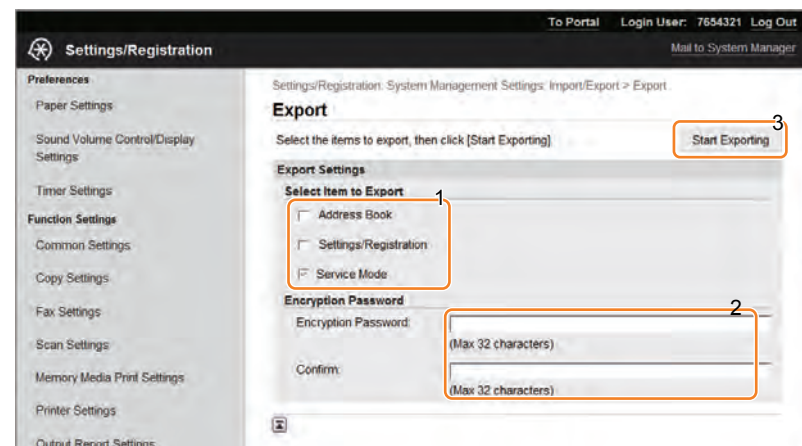 To Portal Login User: 7654321 Log Out
Settings/Registration
Mail to System Manager
Preferences
Paper Settings
Sound Volume Control/Display
Settings
Timer Settings
Function Settings
Common Settings
Copy Settings
Fax Settings
Scan Settings
Memory Media Print Settings
Printer Settings
Output Report Settings
Settings/Registration: System Management Settings: Import/Export > Export
Export
3
Select the items to export, then click [Start Exporting]
Start Exporting
Export Settings
Select Item to Export
1
Address Book
Settings/Registration
Service Mode
Encryption Password
2
Encryption Password:
(Max 32 characters)
Confirm:
(Max 32 characters)